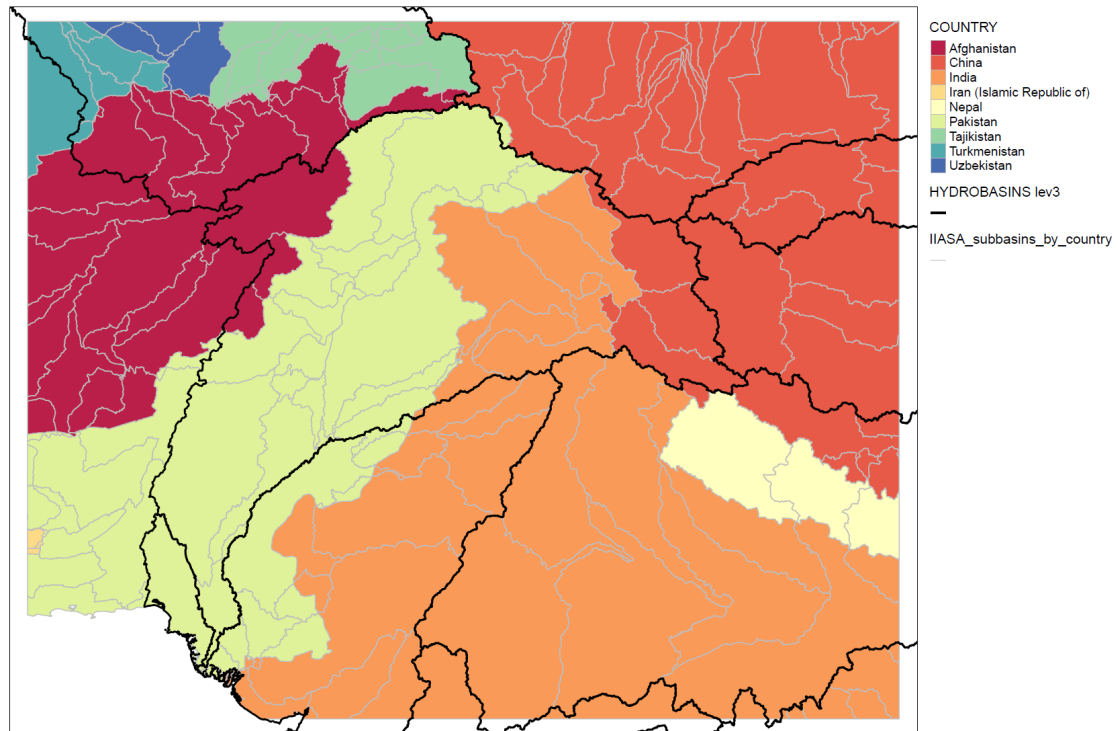 COUNTRY
Afghanistan
China
India
Iran (Islamic Republic of)
Nepal
Pakistan
Tajikistan
Turkmenistan
Uzbekistan
HYDROBASINS lev3
IIASA_subbasins_by_country